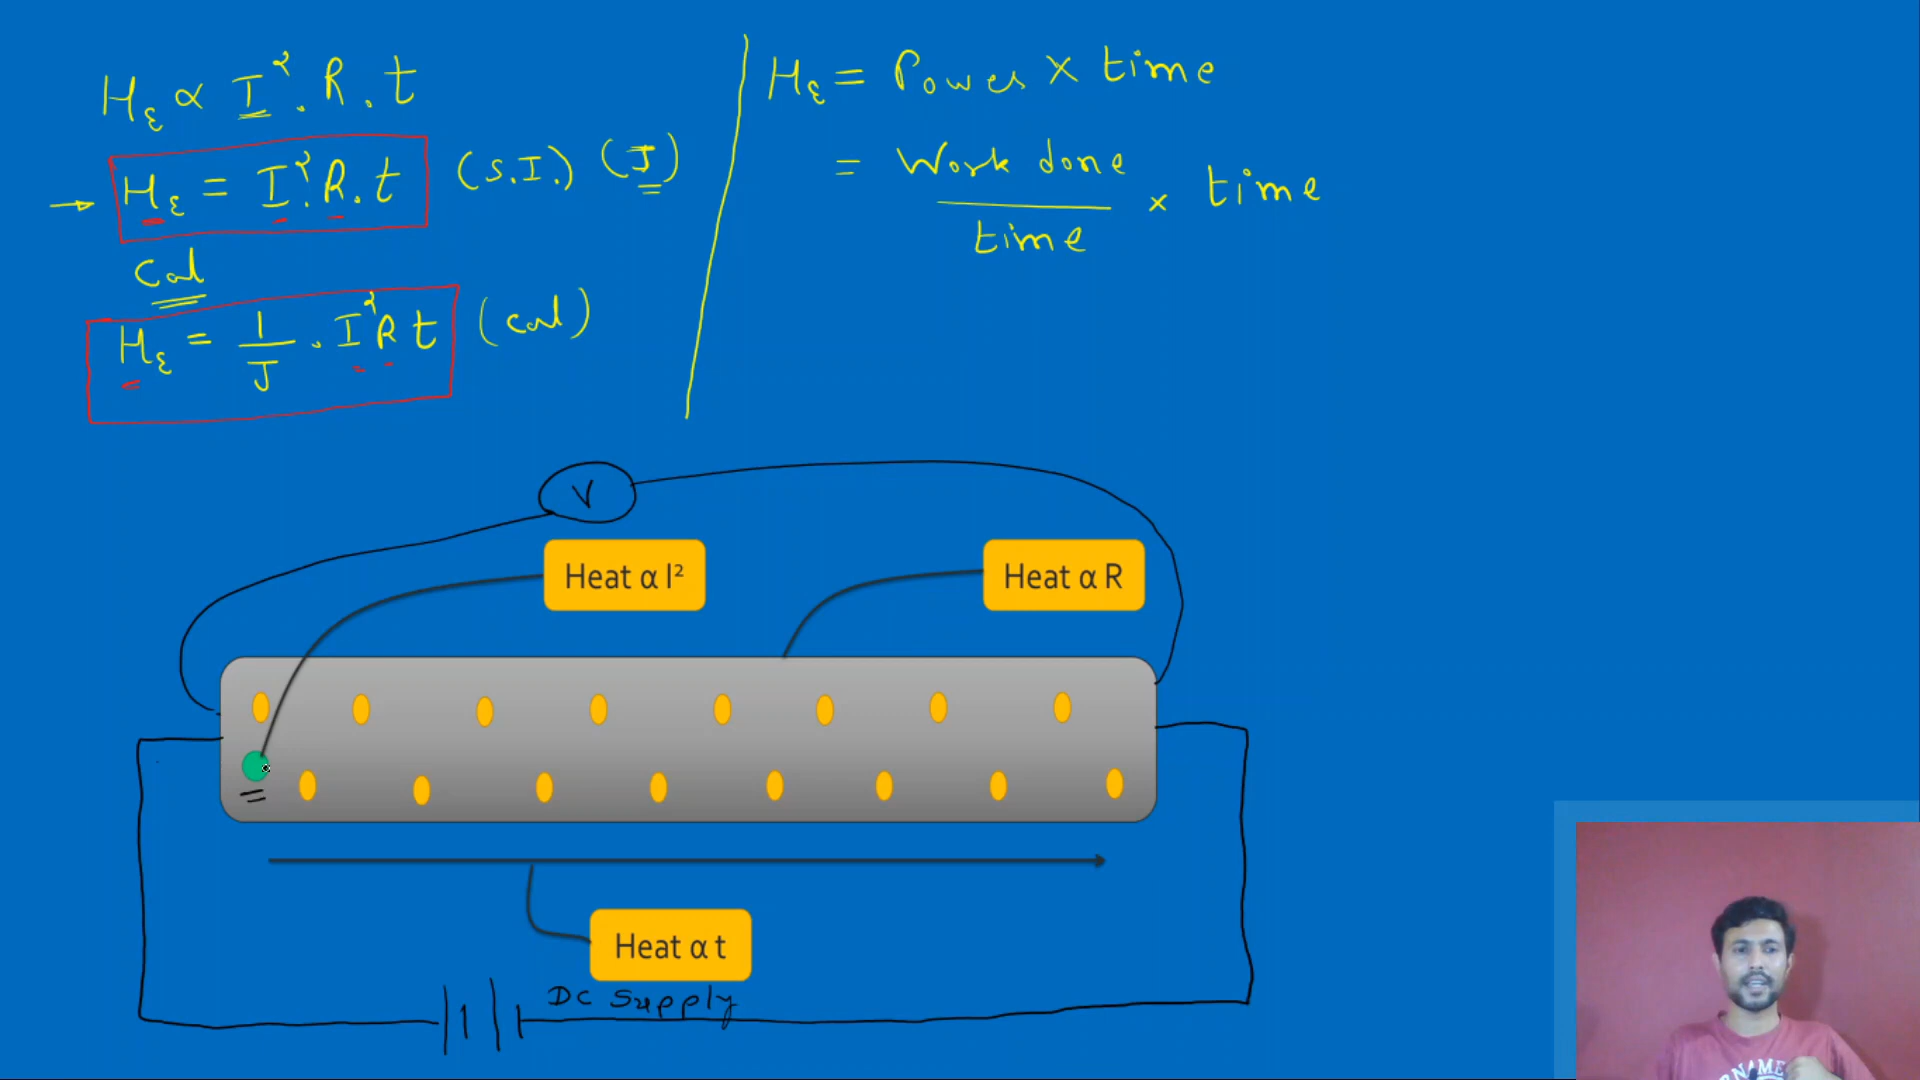 Hε α I². R. t
Hε = I². R. t (S.I.) (J)
Cal
Hε = 1/J . I²Rt (cal)
Hε = Power × time
= Work done / time × time
V
Heat α I²
Heat α R
Heat α t
DC Supply